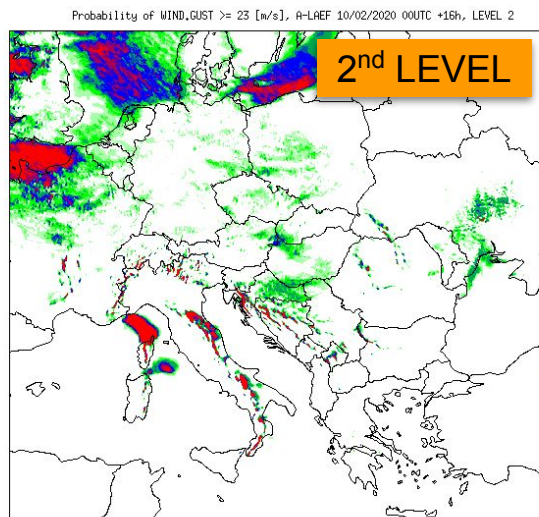 Probability of WIND.GUST >= 23 [m/s], A-LAEF 10/02/2020 00UTC +16h, LEVEL 2
2nd LEVEL